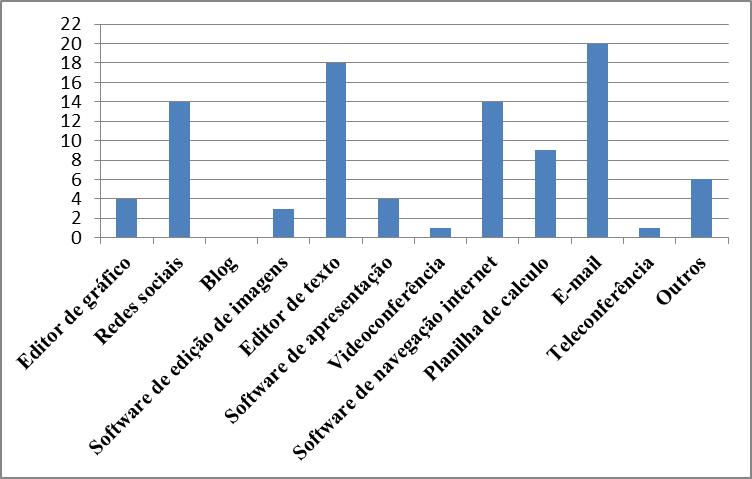 22
20
18
16
14
12
10
8
6
4
2
0
Editor de gráfico
Redes sociais
Blog
Software de edição de imagens
Editor de texto
Software de apresentação
Videoconferência
Software de navegação internet
Planilha de calculo
E-mail
Teleconferência
Outros